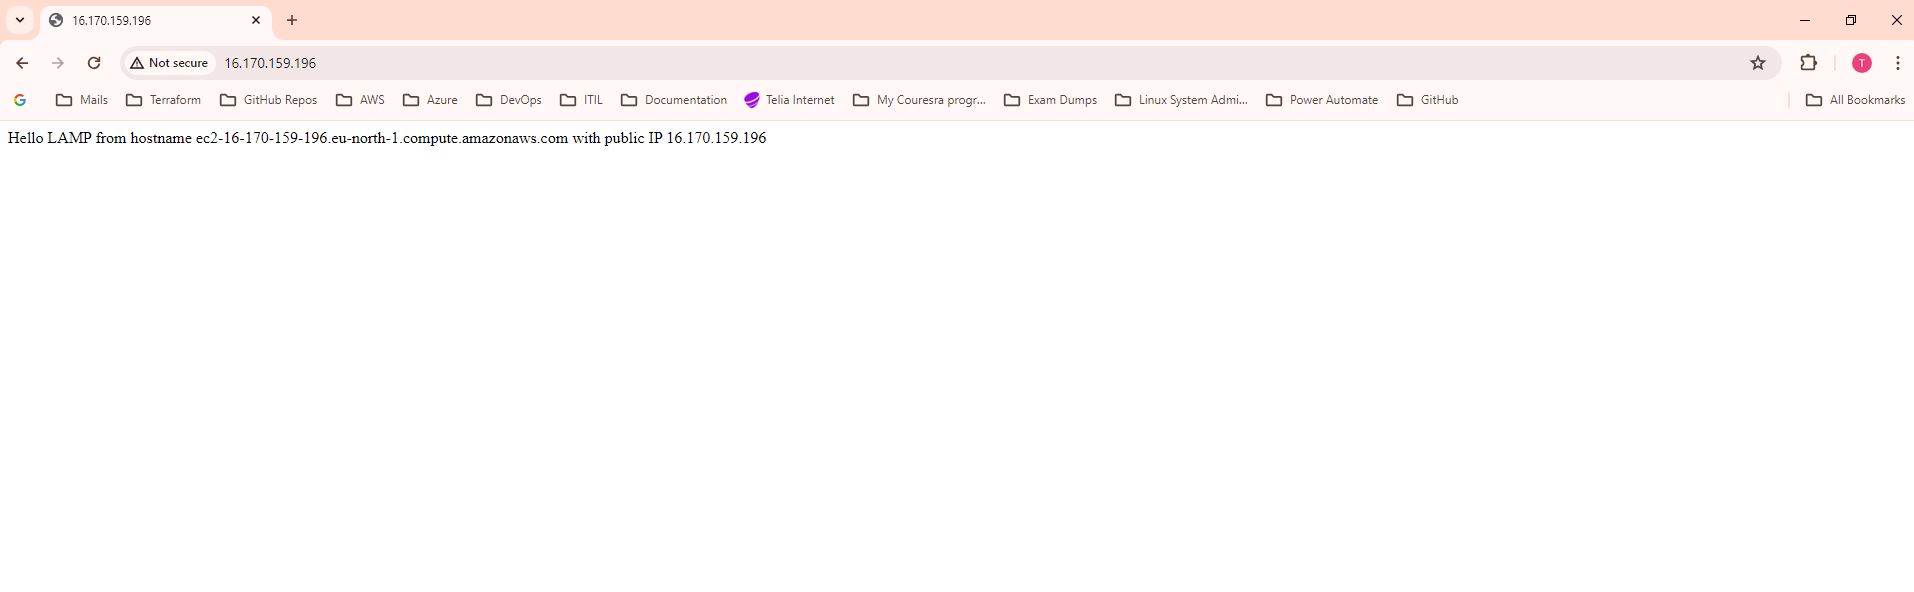 16.170.159.196
Not secure 16.170.159.196
Mails Terraform GitHub Repos AWS Azure DevOps ITIL Documentation Telia Internet My Couresra progr... Exam Dumps Linux System Admi... Power Automate GitHub All Bookmarks
T
Hello LAMP from hostname ec2-16-170-159-196.eu-north-1.compute.amazonaws.com with public IP 16.170.159.196